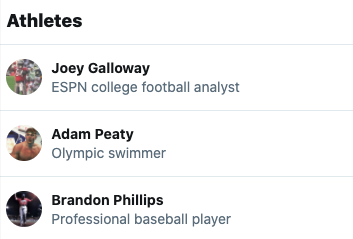 Athletes
Joey Galloway
ESPN college football analyst
Adam Peaty
Olympic swimmer
Brandon Phillips
Professional baseball player